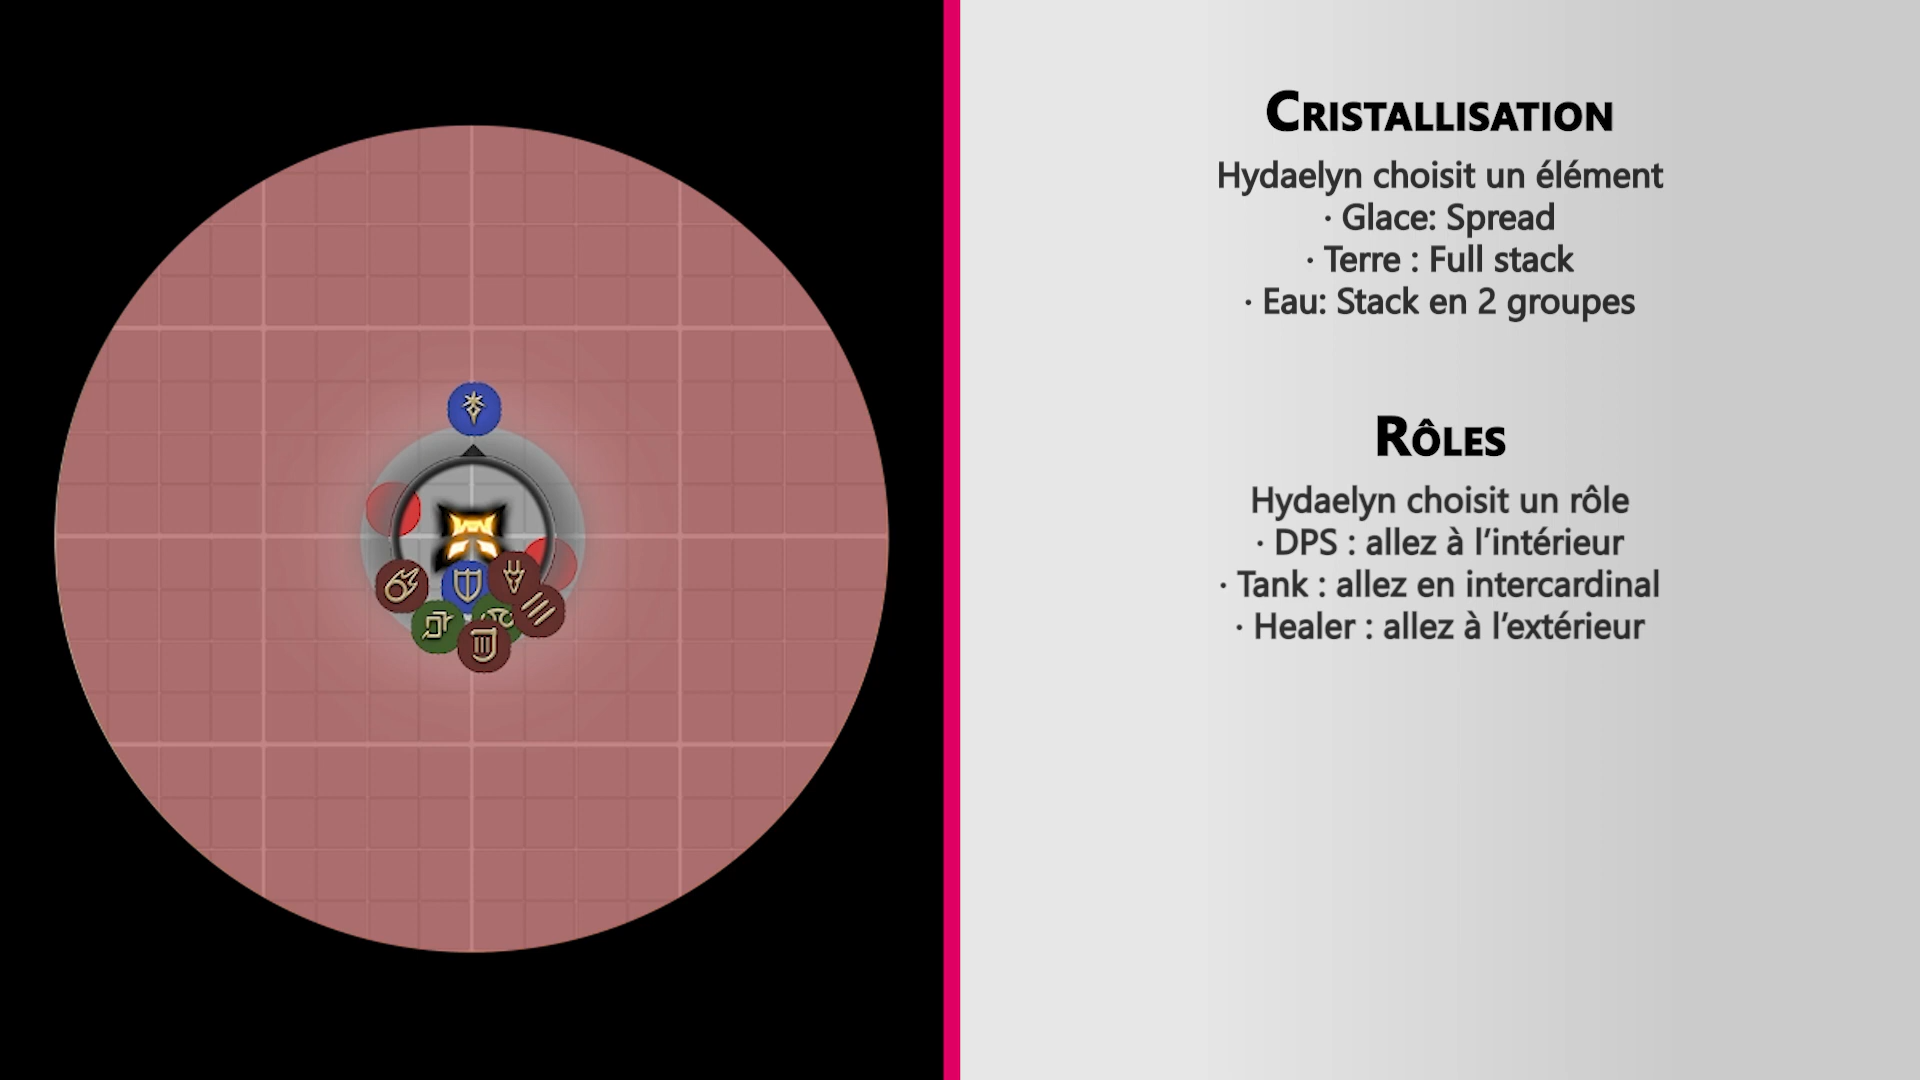 Cristallisation
Hydaelyn choisit un élément
· Glace: Spread
· Terre : Full stack
· Eau: Stack en 2 groupes
Rôles
Hydaelyn choisit un rôle
· DPS : allez à l’intérieur
· Tank : allez en intercardinal
· Healer : allez à l’extérieur